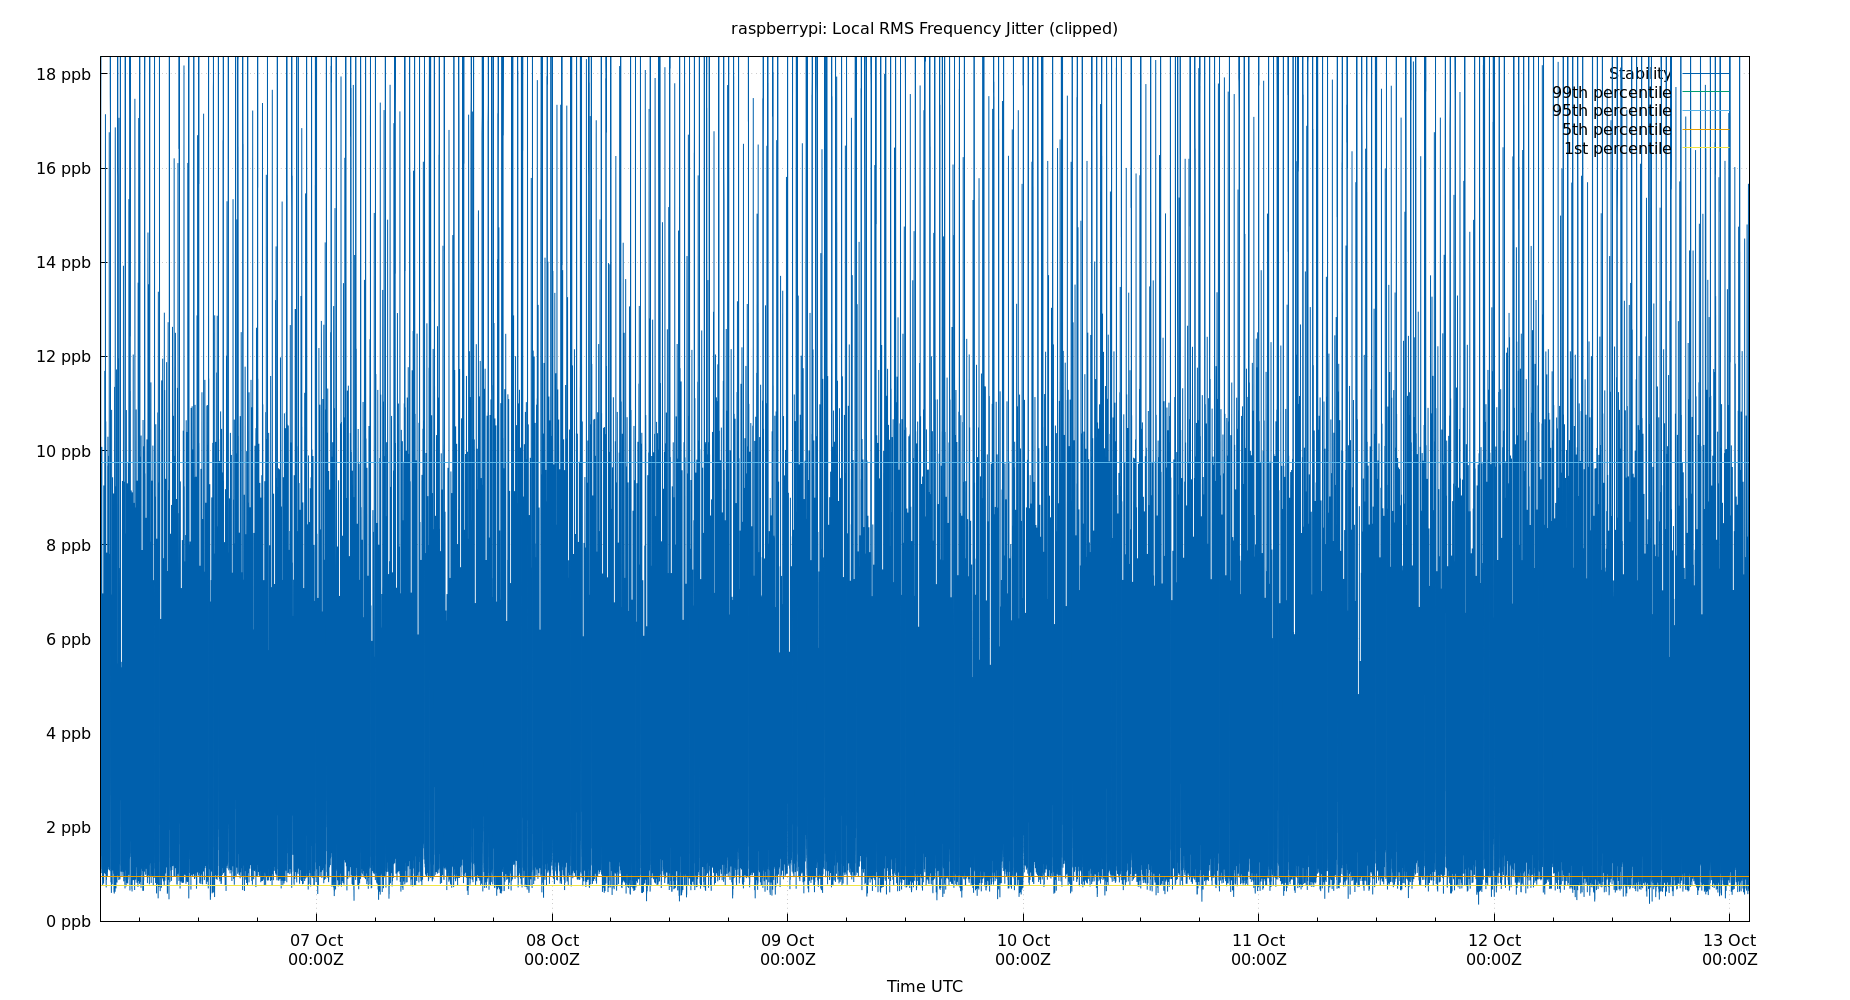 raspberrypi: Local RMS Frequency Jitter (clipped)
18 ppb
16 ppb
14 ppb
12 ppb
10 ppb
8 ppb
6 ppb
4 ppb
2 ppb
0 ppb
Stability
99th percentile
95th percentile
5th percentile
1st percentile
07 Oct
00:00Z
08 Oct
00:00Z
09 Oct
00:00Z
10 Oct
00:00Z
11 Oct
00:00Z
12 Oct
00:00Z
13 Oct
00:00Z
Time UTC